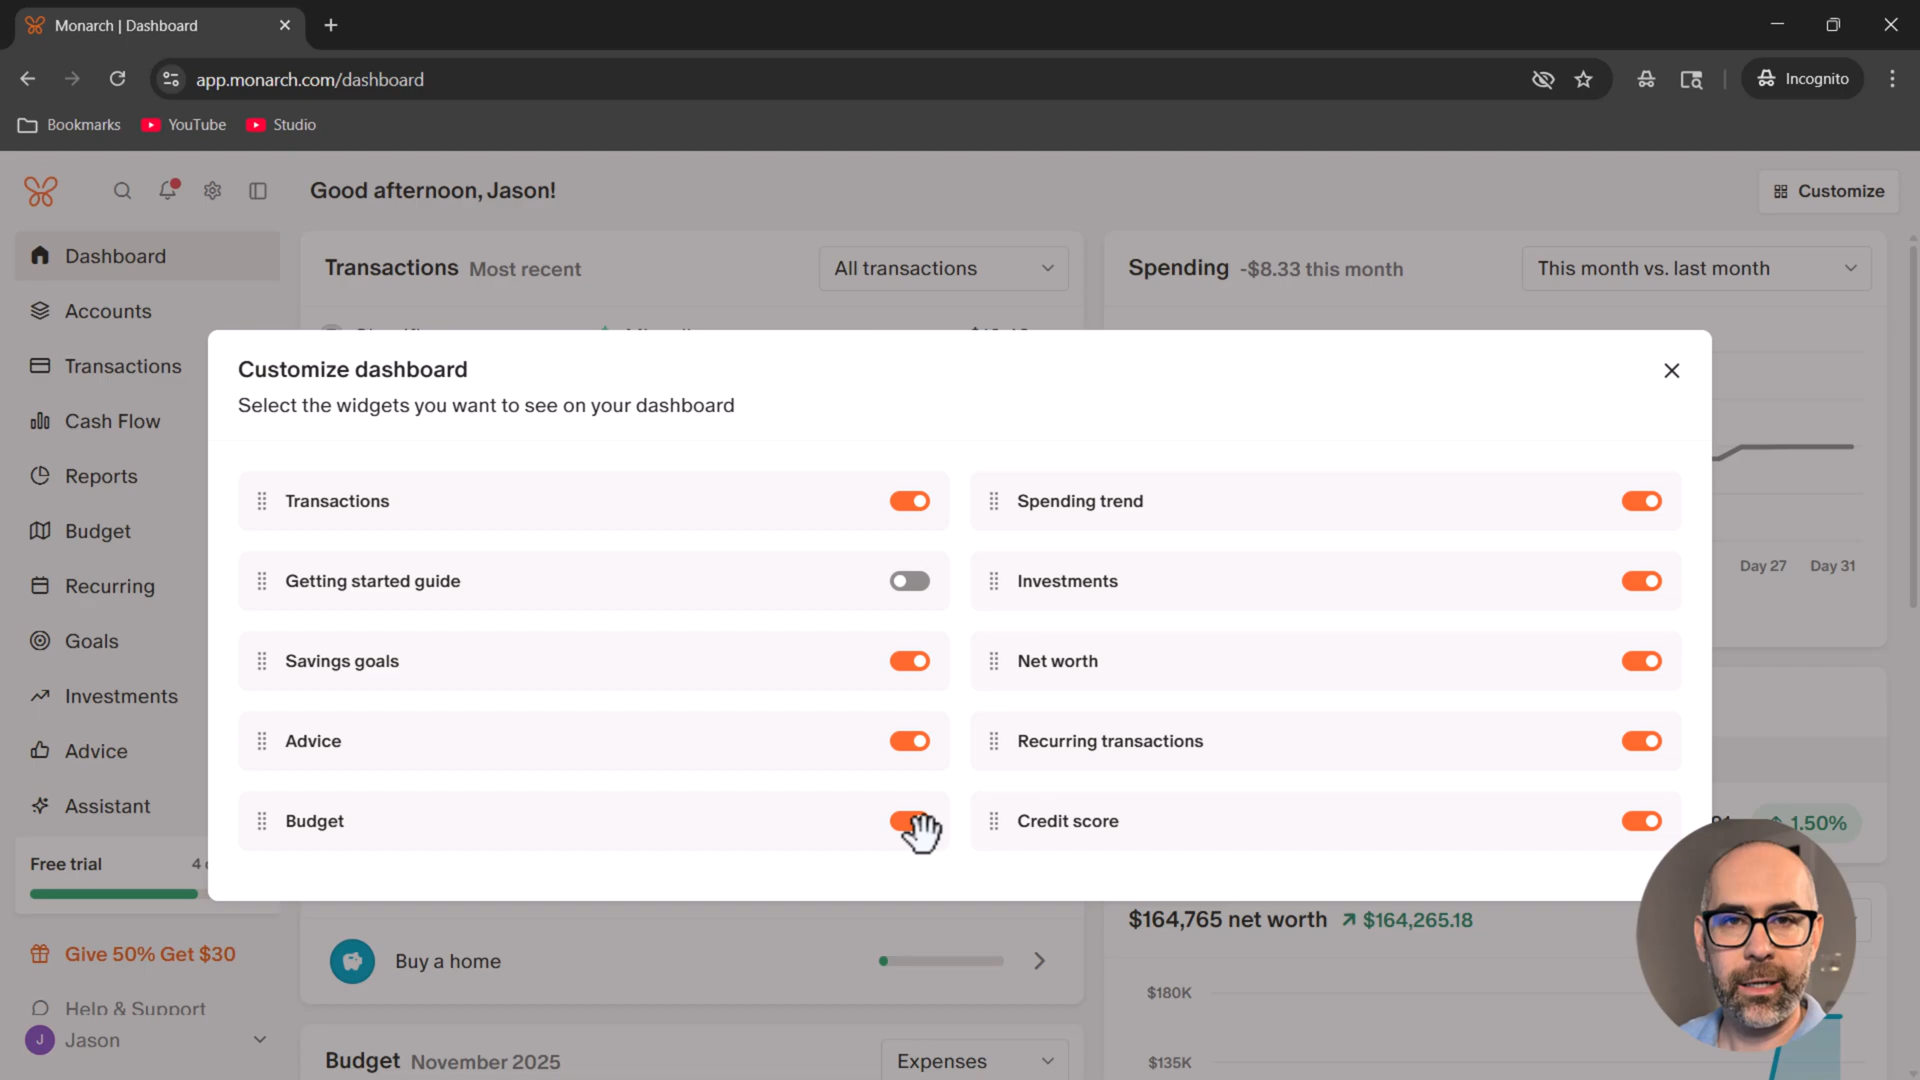 Monarch | Dashboard
app.monarch.com/dashboard
Incognito
Bookmarks
YouTube
Studio
Good afternoon, Jason!
Customize
Dashboard
Accounts
Transactions
Cash Flow
Reports
Budget
Recurring
Goals
Investments
Advice
Assistant
Free trial
4
Give 50% Get $30
Help & Support
J
Jason
Transactions Most recent
All transactions
Spending -$8.33 this month
This month vs. last month
Day 27
Day 31
Customize dashboard
Select the widgets you want to see on your dashboard
Transactions
Spending trend
Getting started guide
Investments
Savings goals
Net worth
Advice
Recurring transactions
Budget
Credit score
1.50%
Buy a home
$164,765 net worth $164,265.18
$180K
$135K
Budget November 2025
Expenses